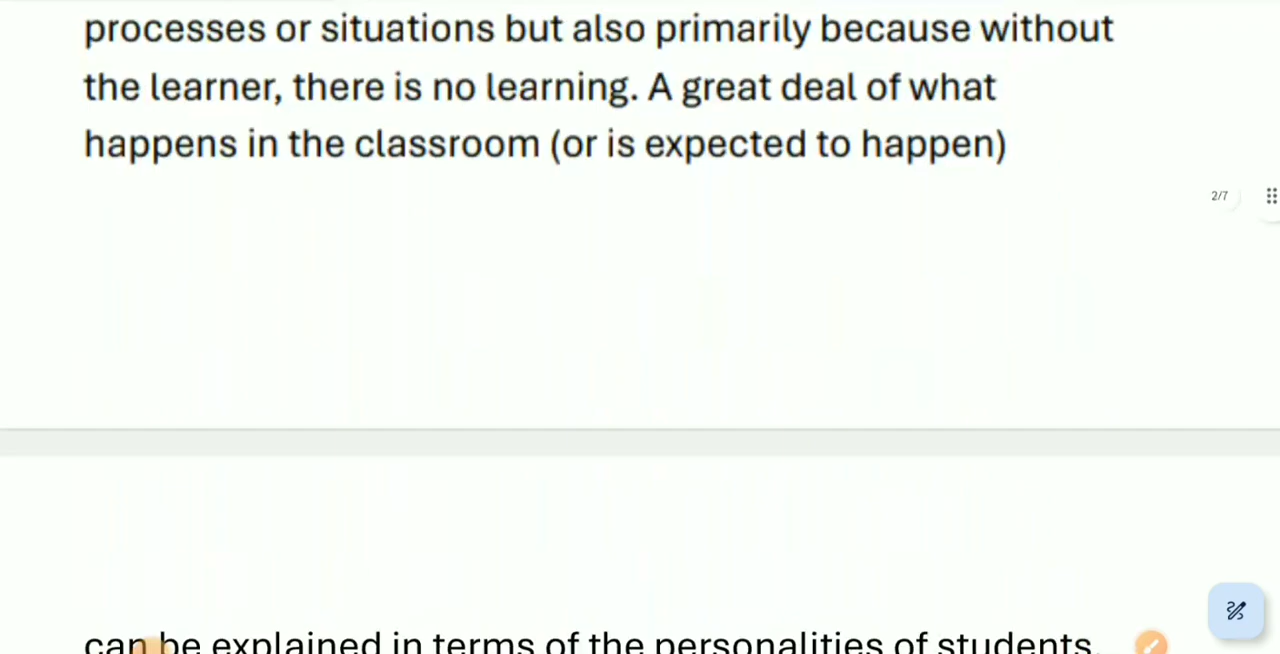 processes or situations but also primarily because without
the learner, there is no learning. A great deal of what
happens in the classroom (or is expected to happen)
2/7
can be explained in terms of the personalities of students,